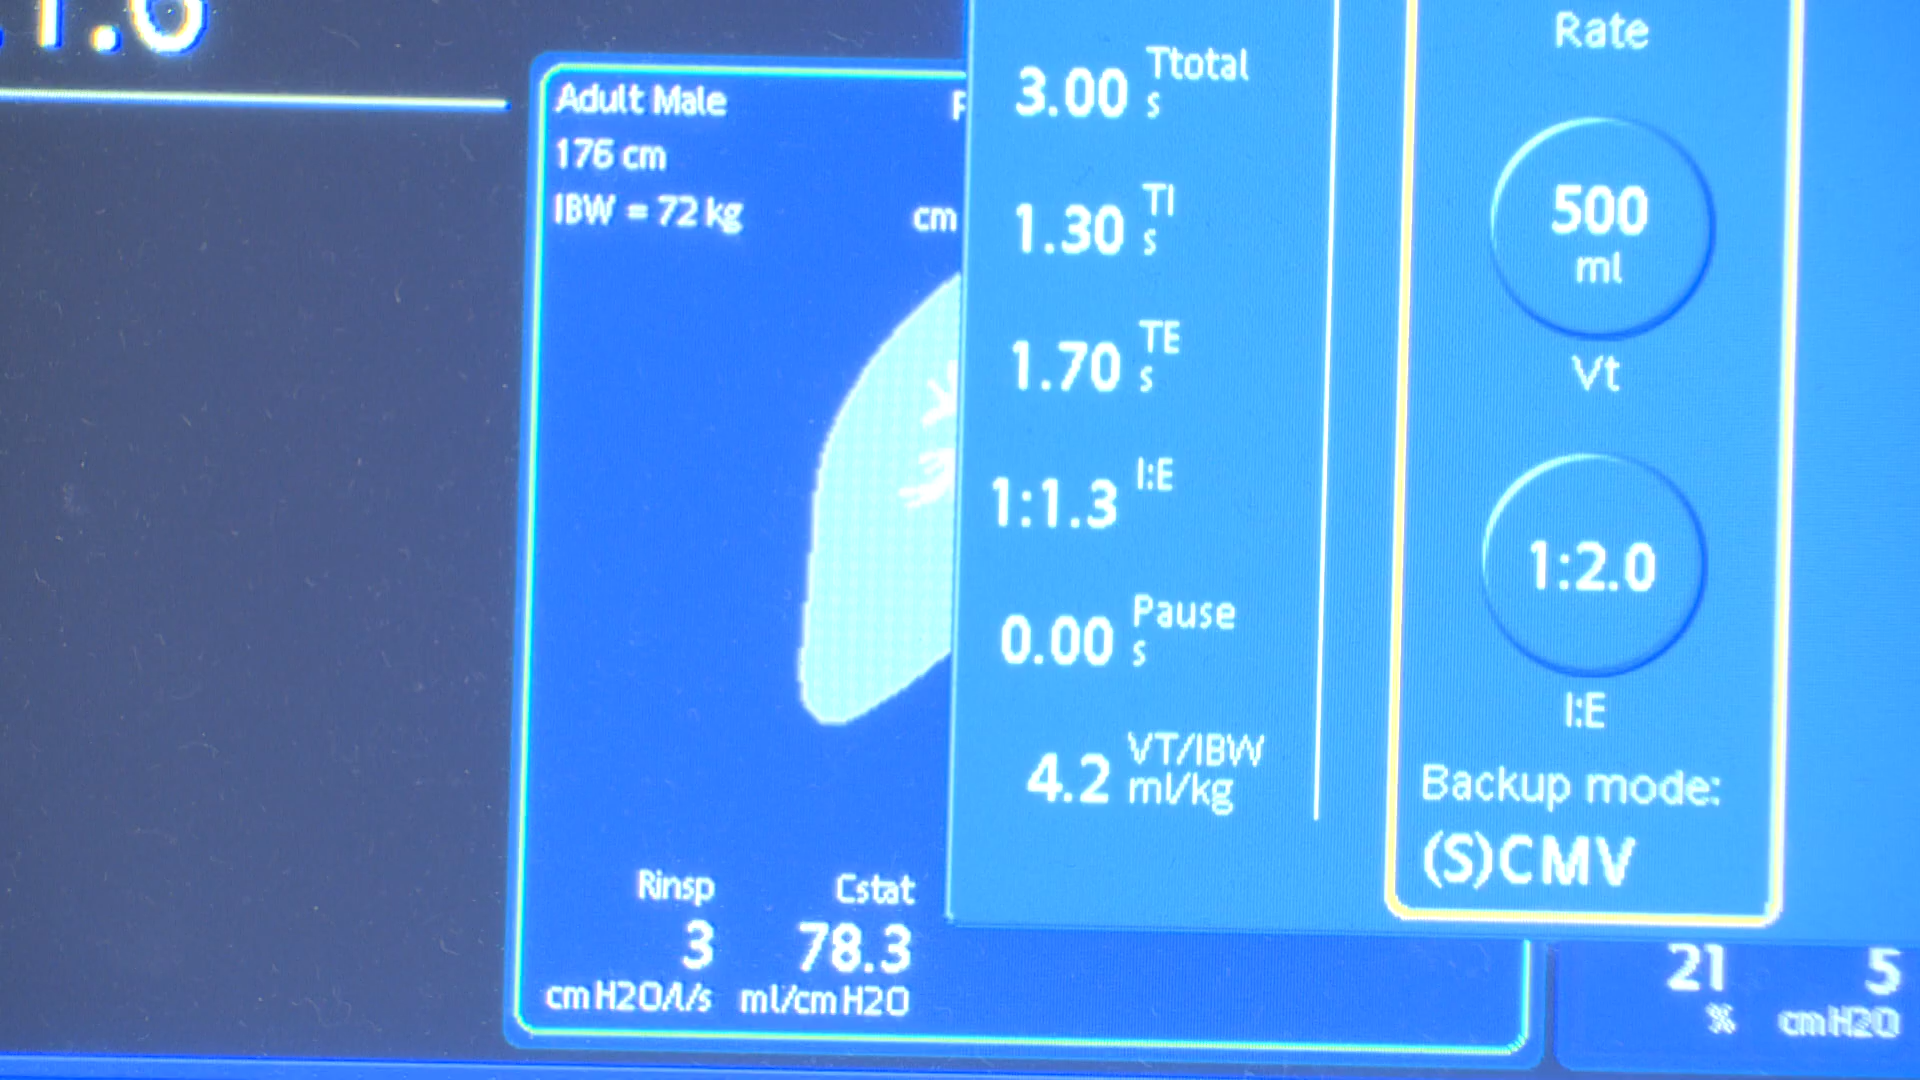 1.6
Adult Male
176 cm
IBW = 72 kg
cm
Rinsp
3
cmH2O/l/s
Cstat
78.3
ml/cmH2O
3.00 Ttotal
s
1.30 TI
s
1.70 TE
s
1:1.3 I:E
0.00 Pause
s
4.2 VT/IBW
ml/kg
Rate
500
ml
Vt
1:2.0
I:E
Backup mode:
(S)CMV
21
%
5
cmH2O